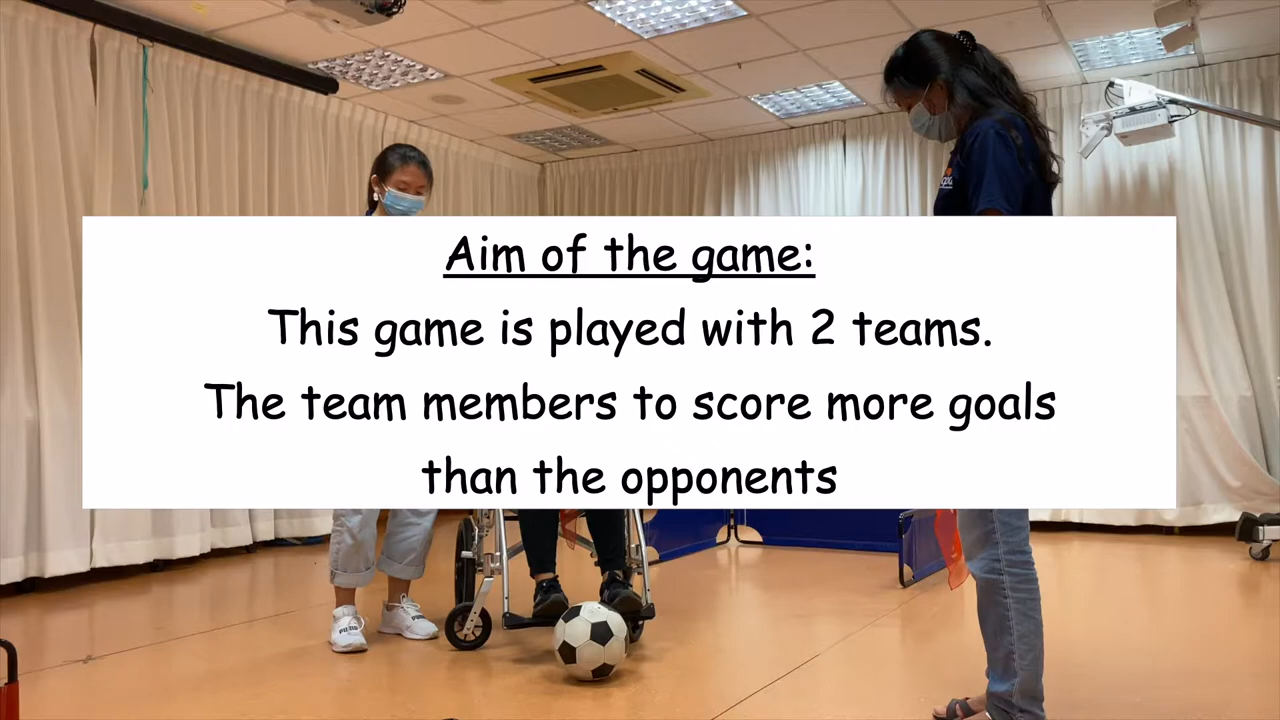 Aim of the game:
This game is played with 2 teams.
The team members to score more goals
than the opponents
PUMA